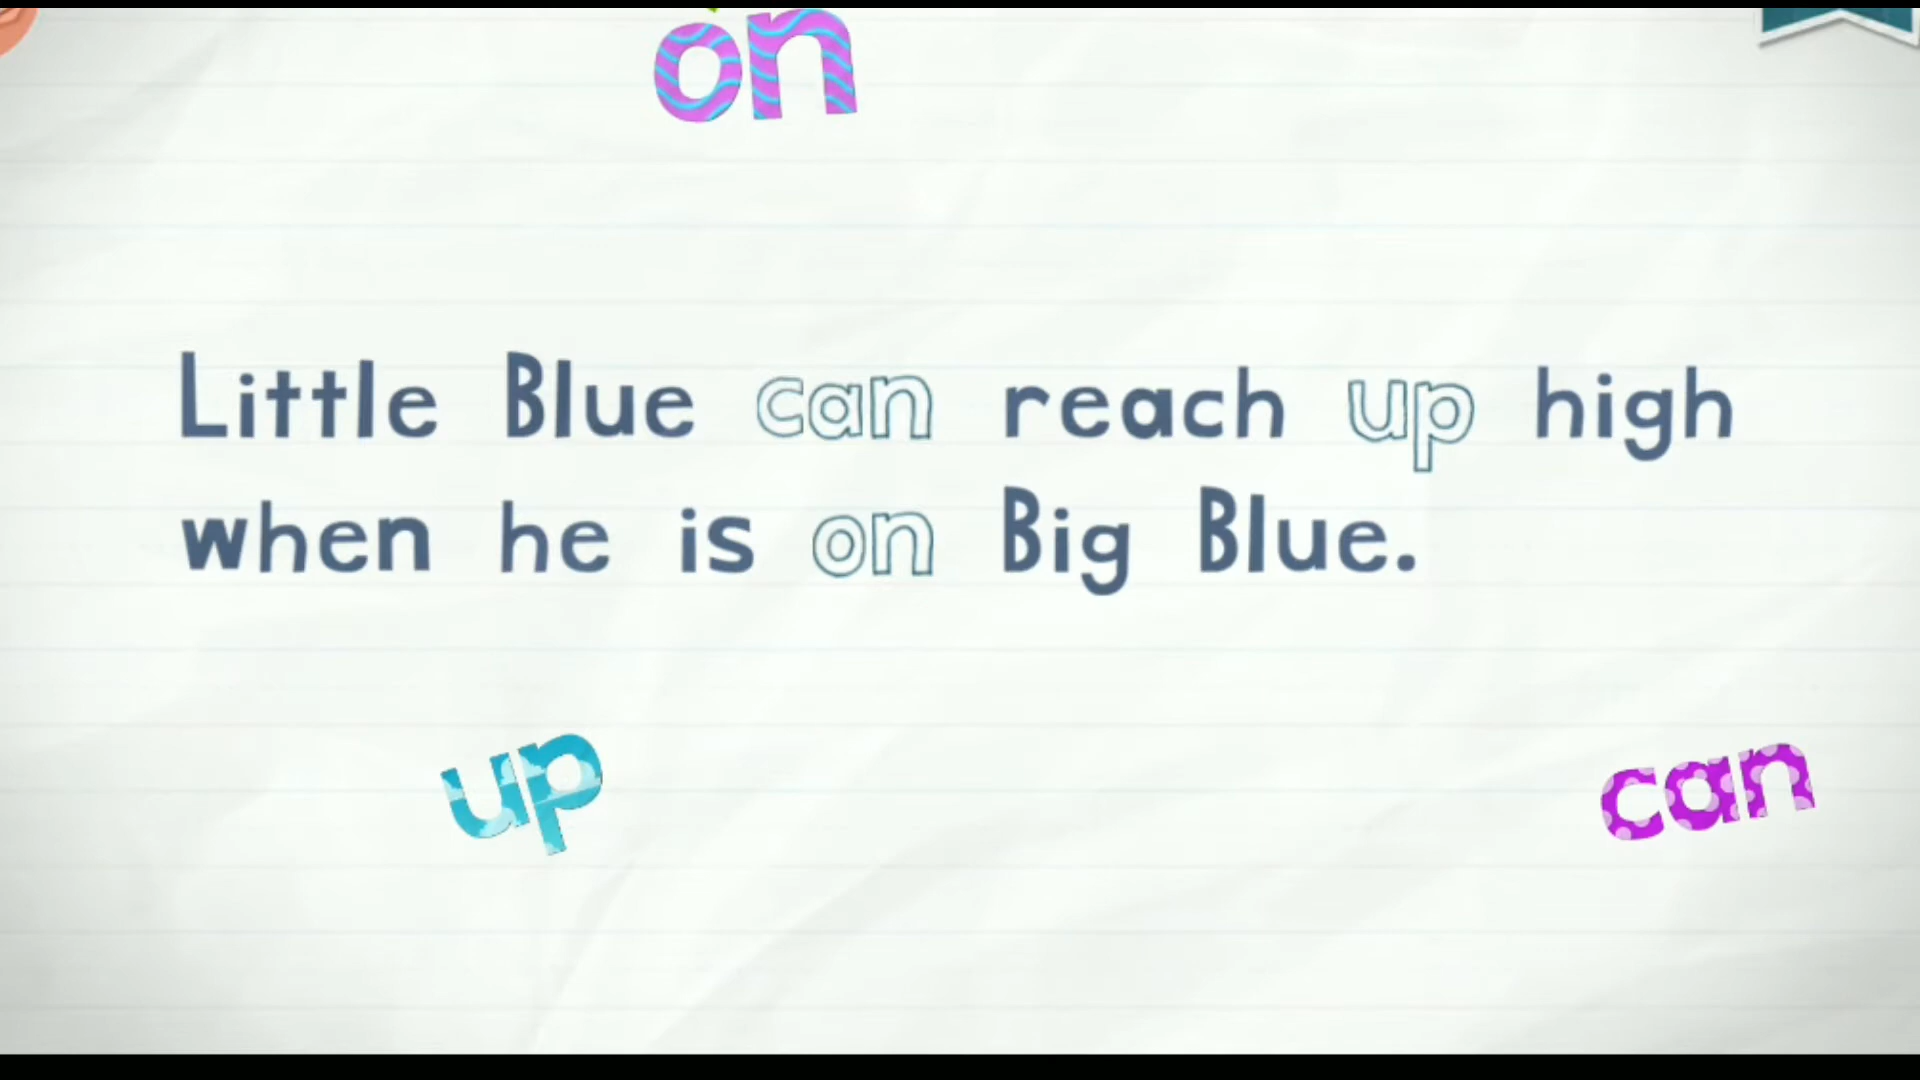 on
Little Blue can reach up high
when he is on Big Blue.
up
can